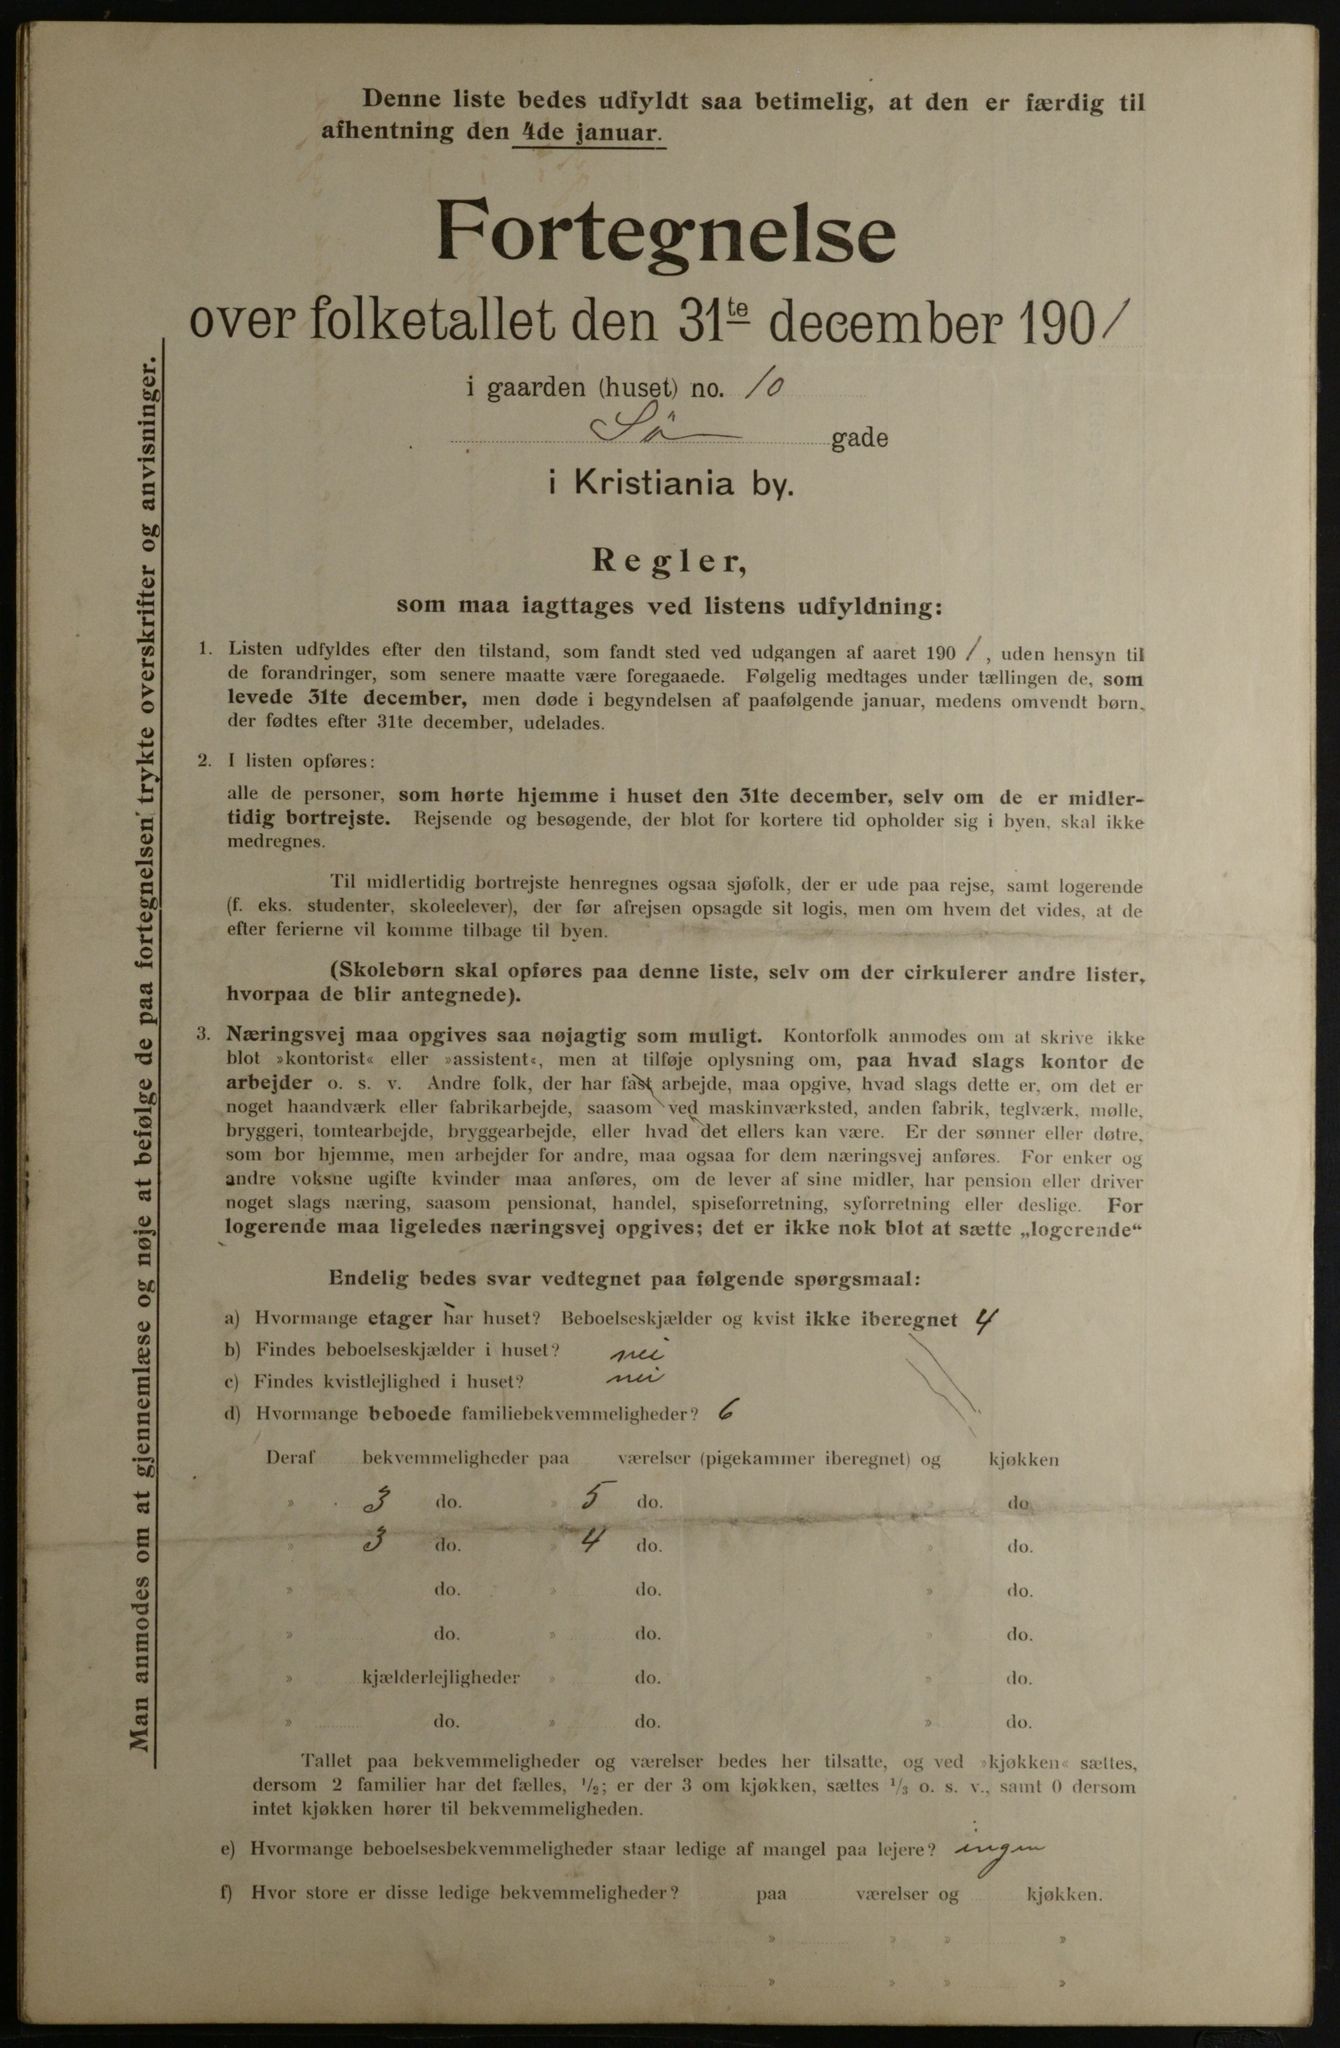 Denne liste bedes udfyldt saa betimelig, at den er færdig til
afhentning den 4de januar.
Fortegnelse
over folketallet den 31te december 1901
i gaarden (huset) no. 10
Sö gade
i Kristiania by.
Regler,
som maa iagttages ved listens udfyldning:
1. Listen udfyldes efter den tilstand, som fandt sted ved udgangen af aaret 1901, uden hensyn til
de forandringer, som senere maatte være foregaaede. Følgelig medtages under tællingen de, som
levede 31te december, men døde i begyndelsen af paafølgende januar, medens omvendt børn,
der fødtes efter 31te december, udelades.
2. I listen opføres:
alle de personer, som hørte hjemme i huset den 31te december, selv om de er midler-
tidig bortrejste. Rejsende og besøgende, der blot for kortere tid opholder sig i byen, skal ikke
medregnes.
Til midlertidig bortrejste henregnes ogsaa sjøfolk, der er ude paa rejse, samt logerende
(f. eks. studenter, skoleelever), der før afrejsen opsagde sit logis, men om hvem det vides, at de
efter ferierne vil komme tilbage til byen.
(Skolebørn skal opføres paa denne liste, selv om der cirkulerer andre lister,
hvorpaa de blir antegnede).
3. Næringsvej maa opgives saa nøjagtig som muligt. Kontorfolk anmodes om at skrive ikke
blot »kontorist« eller »assistent«, men at tilføje oplysning om, paa hvad slags kontor de
arbejder o. s. v. Andre folk, der har fast arbejde, maa opgive, hvad slags dette er, om det er
noget haandværk eller fabrikarbejde, saasom ved maskinværksted, anden fabrik, teglværk, mølle,
bryggeri, tomtearbejde, bryggearbejde, eller hvad det ellers kan være. Er der sønner eller døtre,
som bor hjemme, men arbejder for andre, maa ogsaa for dem næringsvej anføres. For enker og
andre voksne ugifte kvinder maa anføres, om de lever af sine midler, har pension eller driver
noget slags næring, saasom pensionat, handel, spiseforretning, syforretning eller deslige. For
logerende maa ligeledes næringsvej opgives; det er ikke nok blot at sætte „logerende“
Endelig bedes svar vedtegnet paa følgende spørgsmaal:
a) Hvormange etager har huset? Beboelseskjælder og kvist ikke iberegnet 4
b) Findes beboelseskjælder i huset? nei
c) Findes kvistlejlighed i huset? nei
d) Hvormange beboede familiebekvemmeligheder? 6
Deraf bekvemmeligheder paa værelser (pigekammer iberegnet) og kjøkken
» 3 do. » 5 do. » do.
» 3 do. » 4 do. » do.
» do. » do. » do.
» do. » do. » do.
» kjælderlejligheder » do. » do.
» do. » do. » do.
Tallet paa bekvemmeligheder og værelser bedes her tilsatte, og ved »kjøkken« sættes,
dersom 2 familier har det fælles, 1/2; er der 3 om kjøkken, sættes 1/3 o. s. v., samt 0 dersom
intet kjøkken hører til bekvemmeligheden.
e) Hvormange beboelsesbekvemmeligheder staar ledige af mangel paa lejere? ingen
f) Hvor store er disse ledige bekvemmeligheder? paa værelser og kjøkken.
» » » »
» » » »
Man anmodes om at gjennemlæse og nøje at befølge de paa fortegnelsen trykte overskrifter og anvisninger.